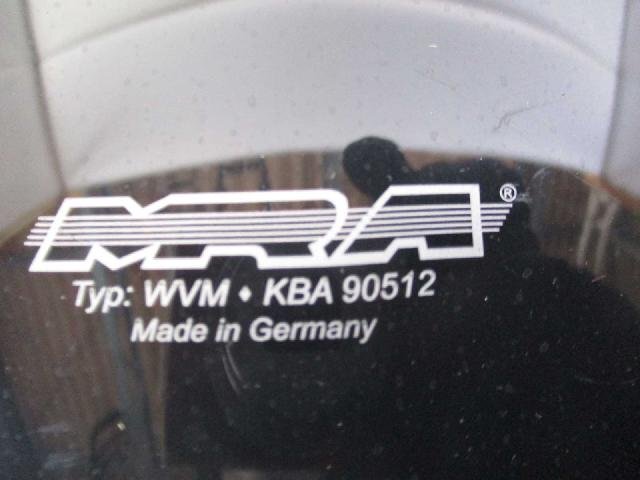 MRA®
Typ: WVM • KBA 90512
Made in Germany